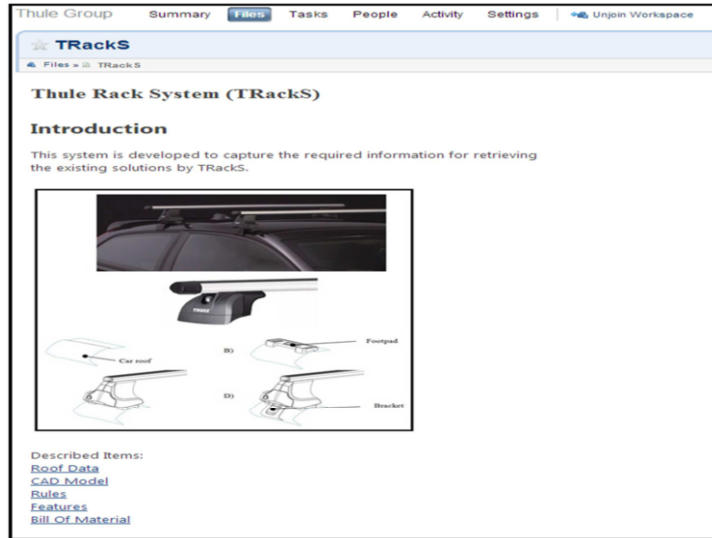 Thule Group Summary Files Tasks People Activity Settings Unjoin Workspace
TRackS
Files » TRackS
Thule Rack System (TRackS)
Introduction
This system is developed to capture the required information for retrieving
the existing solutions by TRackS.
THULE
Car roof
B)
Footpad
D)
Bracket
Described Items:
Roof Data
CAD Model
Rules
Features
Bill Of Material